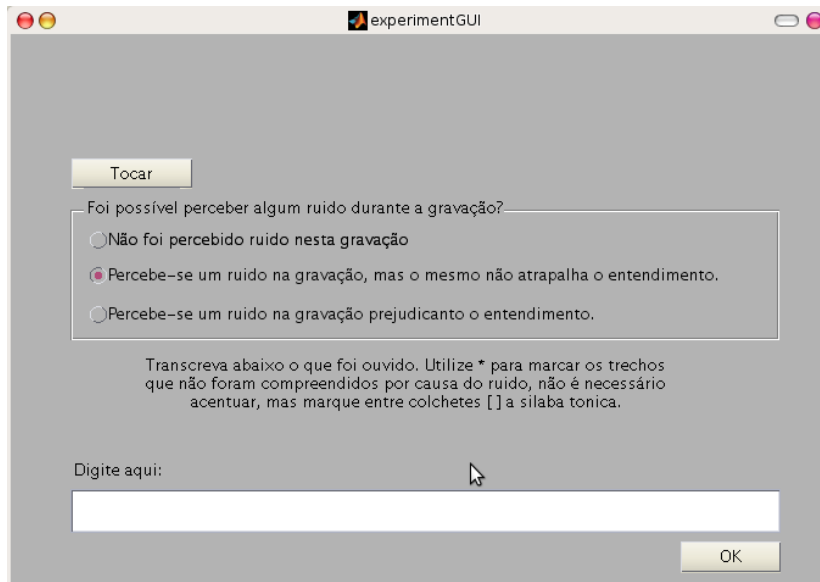 experimentGUI
Tocar
Foi possível perceber algum ruido durante a gravação?
Não foi percebido ruido nesta gravação
Percebe-se um ruido na gravação, mas o mesmo não atrapalha o entendimento.
Percebe-se um ruido na gravação prejudicanto o entendimento.
Transcreva abaixo o que foi ouvido. Utilize * para marcar os trechos
que não foram compreendidos por causa do ruido, não é necessário
acentuar, mas marque entre colchetes [ ] a silaba tonica.
Digite aqui:
OK